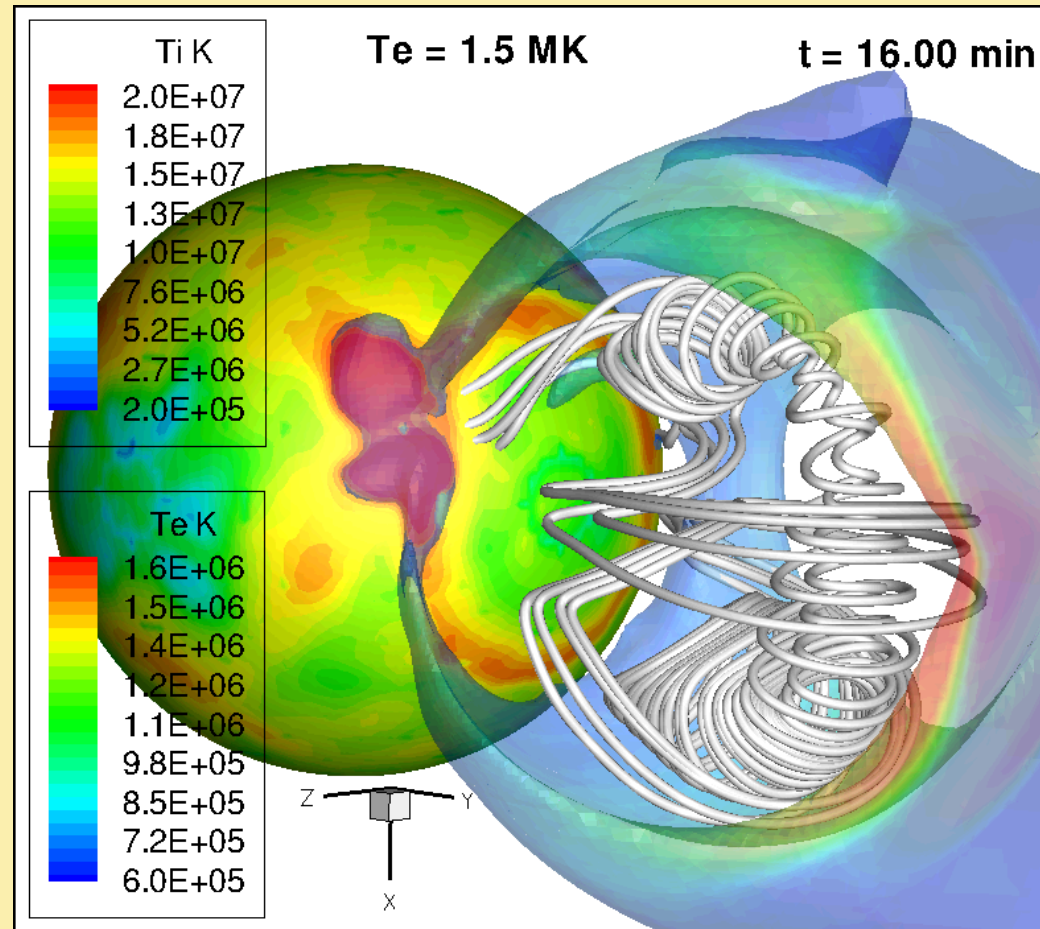 Ti K
2.0E+07
1.8E+07
1.5E+07
1.3E+07
1.0E+07
7.6E+06
5.2E+06
2.7E+06
2.0E+05
Te = 1.5 MK
t = 16.00 min
Te K
1.6E+06
1.5E+06
1.4E+06
1.2E+06
1.1E+06
9.8E+05
8.5E+05
7.2E+05
6.0E+05
Z
Y
X